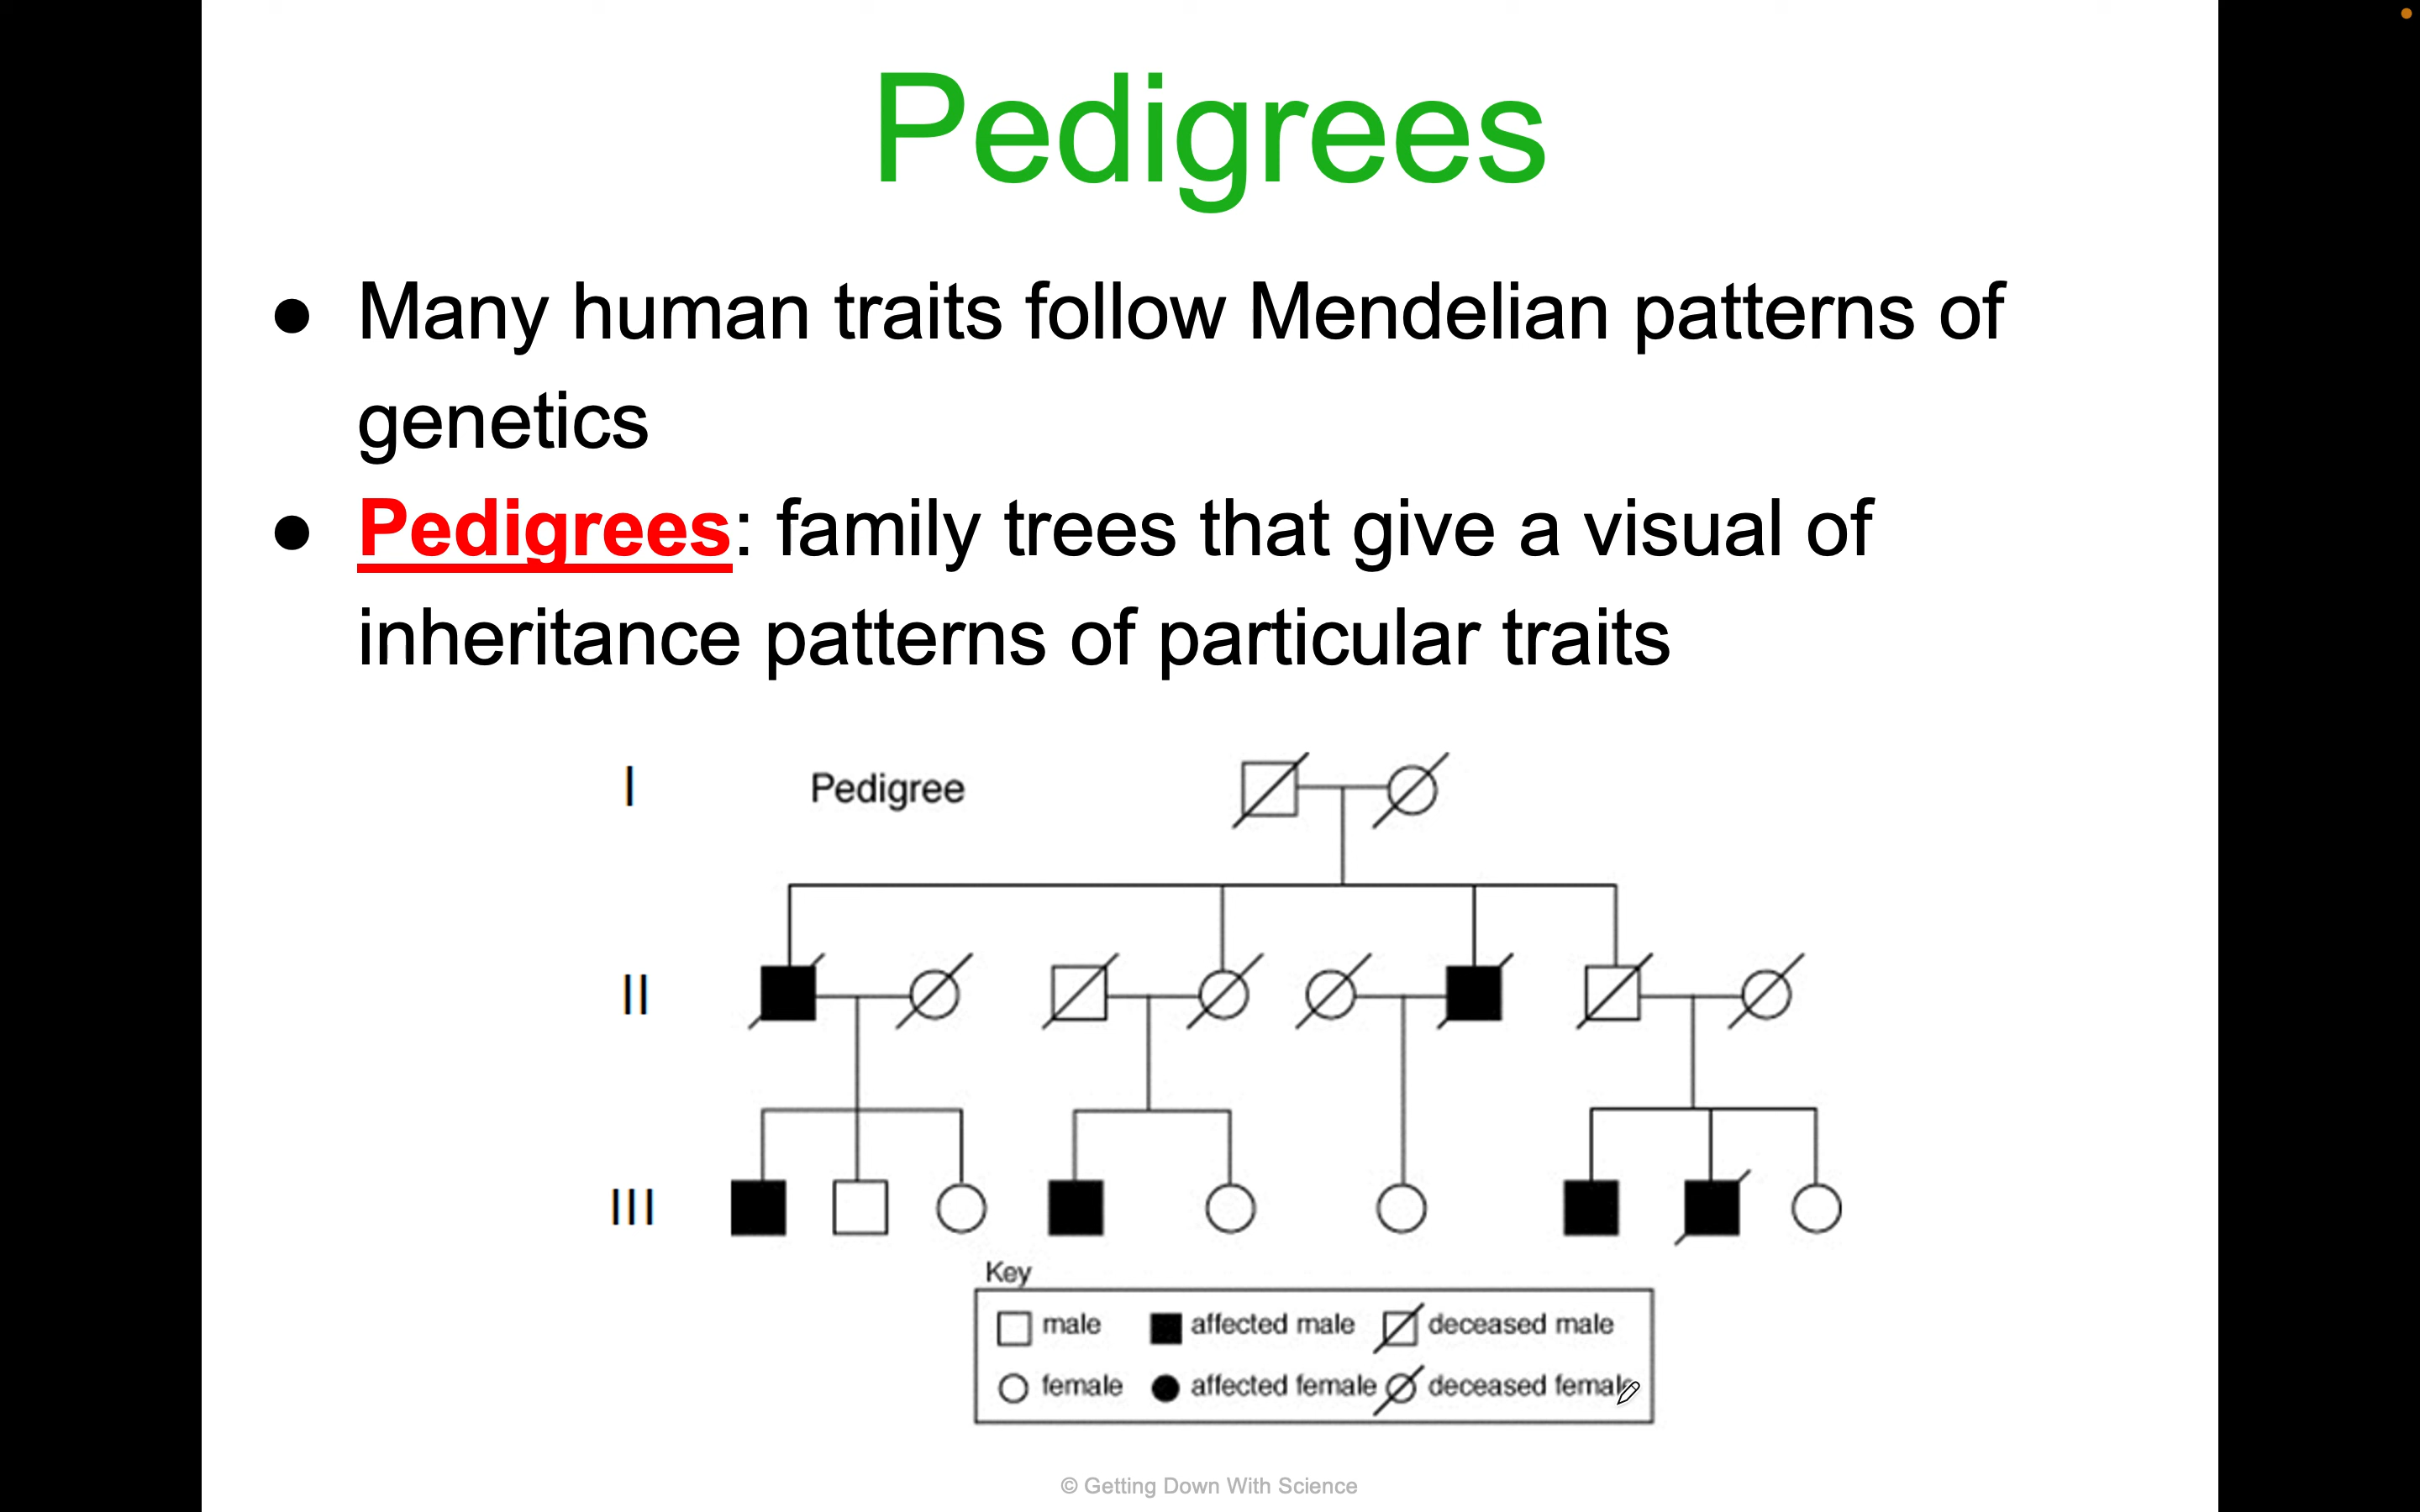 Pedigrees
● Many human traits follow Mendelian patterns of
genetics
● Pedigrees: family trees that give a visual of
inheritance patterns of particular traits
I Pedigree
II
III
Key
male affected male deceased male
female affected female deceased female
© Getting Down With Science